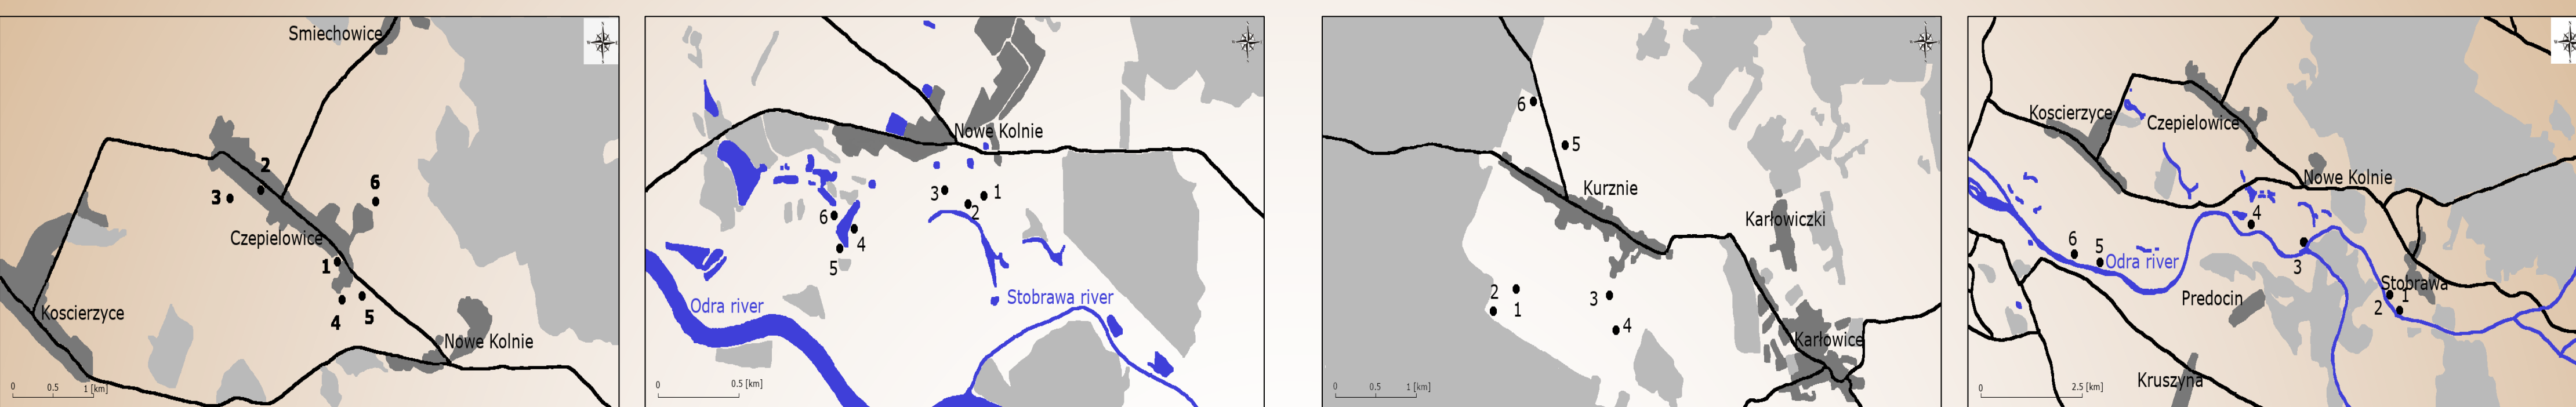 Smiechowice
2
3
6
Czepielowice
1
4
5
Koscierzyce
Nowe Kolnie
0 0.5 1 [km]
Nowe Kolnie
3
1
2
6
4
5
Odra river
Stobrawa river
0 0.5 [km]
6
5
Kurznie
Karłowiczki
2
1
3
4
Karłowice
0 0.5 1 [km]
Koscierzyce
Czepielowice
Nowe Kolnie
4
6
5
Odra river
3
Predocin
Stobrawa
1
2
Kruszyna
0 2.5 [km]